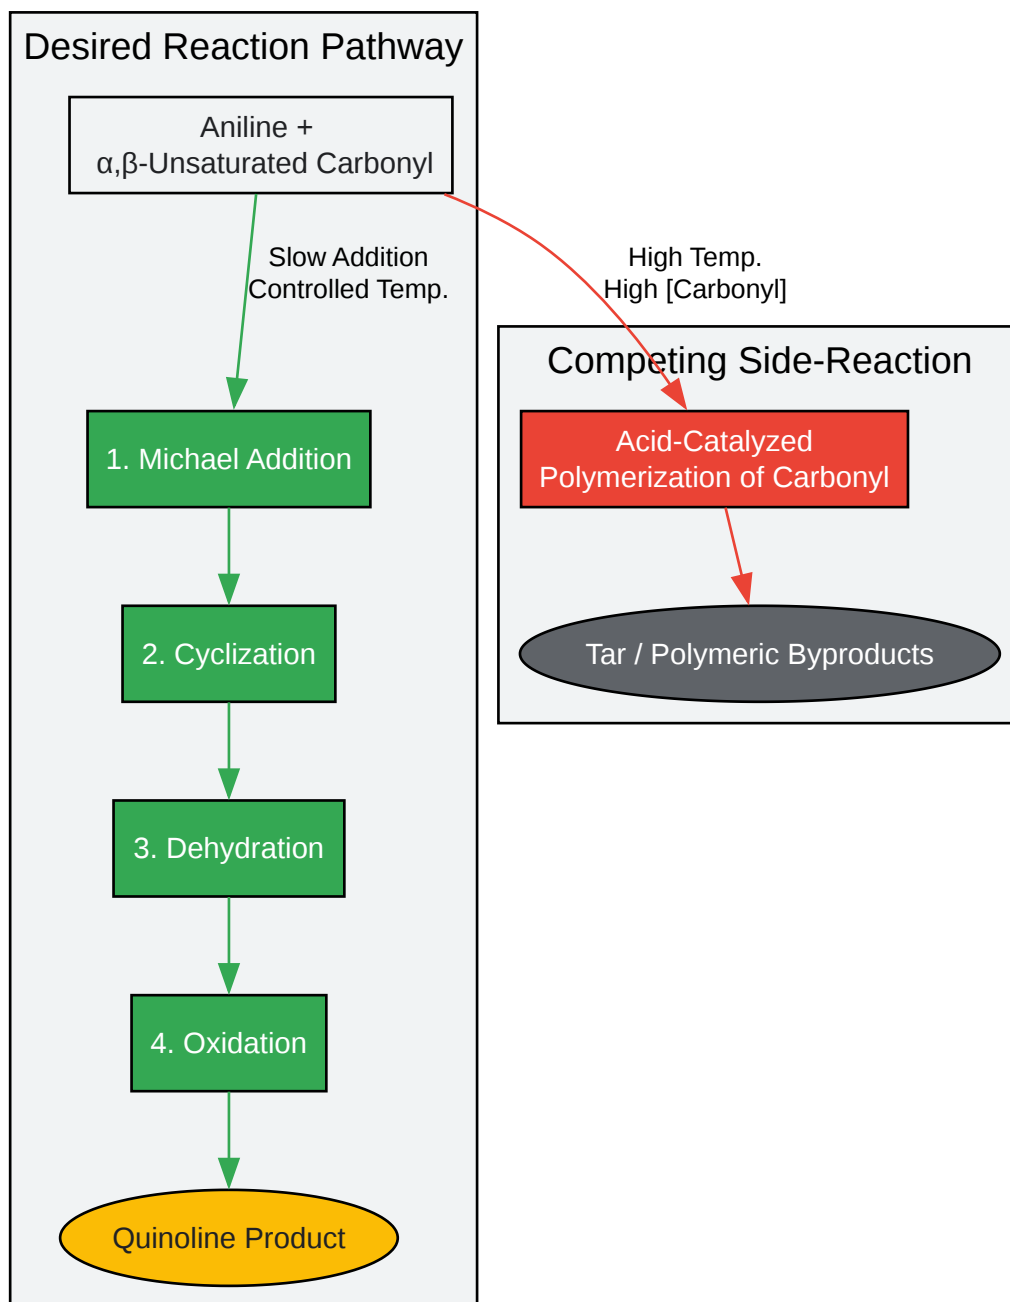 Desired Reaction Pathway
Aniline +
α,β-Unsaturated Carbonyl
Slow Addition
Controlled Temp.
High Temp.
High [Carbonyl]
Competing Side-Reaction
1. Michael Addition
Acid-Catalyzed
Polymerization of Carbonyl
2. Cyclization
Tar / Polymeric Byproducts
3. Dehydration
4. Oxidation
Quinoline Product